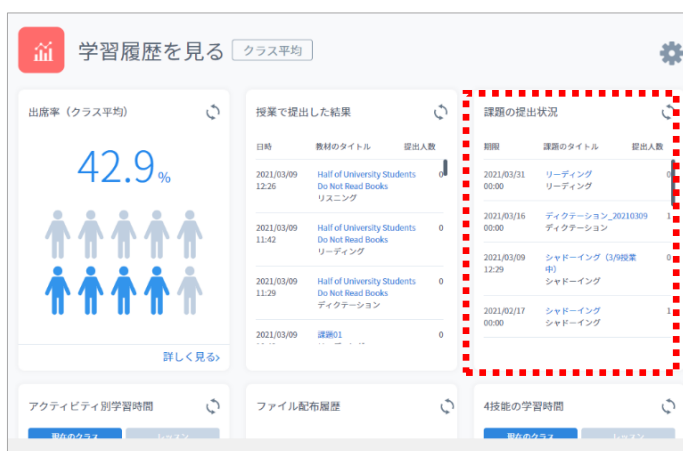 学習履歴を見る クラス平均
出席率（クラス平均）
42.9%
詳しく見る>
授業で提出した結果
日時 教材のタイトル 提出人数
2021/03/09 Half of University Students 0
12:26 Do Not Read Books
リスニング
2021/03/09 Half of University Students 0
11:42 Do Not Read Books
リーディング
2021/03/09 Half of University Students 0
11:29 Do Not Read Books
ディクテーション
2021/03/09 課題01 0
課題の提出状況
期限 課題のタイトル 提出人数
2021/03/31 リーディング 0
00:00 リーディング
2021/03/16 ディクテーション_20210309 1
00:00 ディクテーション
2021/03/09 シャドーイング（3/9授業 0
12:29 中）
シャドーイング
2021/02/17 シャドーイング 1
00:00 シャドーイング
アクティビティ別学習時間
現在のクラス レッスン
ファイル配布履歴
4技能の学習時間
現在のクラス レッスン